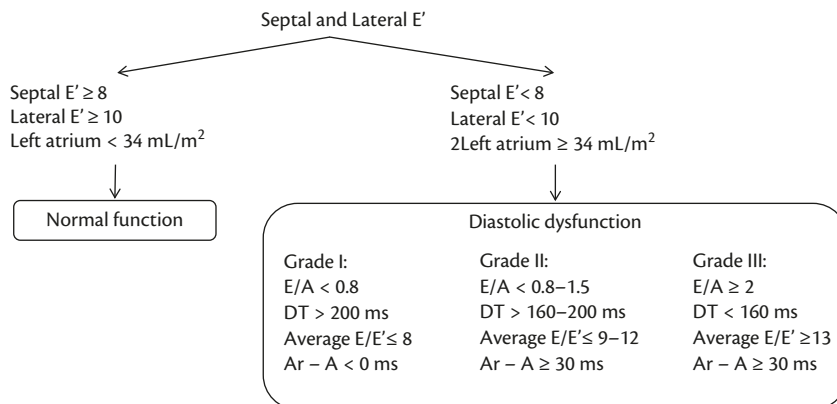 Septal and Lateral E'
Septal E' ≥ 8
Lateral E' ≥ 10
Left atrium < 34 mL/m²
Normal function
Septal E' < 8
Lateral E' < 10
2Left atrium ≥ 34 mL/m²
Diastolic dysfunction
Grade I:
E/A < 0.8
DT > 200 ms
Average E/E' ≤ 8
Ar – A < 0 ms
Grade II:
E/A < 0.8–1.5
DT > 160–200 ms
Average E/E' ≤ 9–12
Ar – A ≥ 30 ms
Grade III:
E/A ≥ 2
DT < 160 ms
Average E/E' ≥13
Ar – A ≥ 30 ms